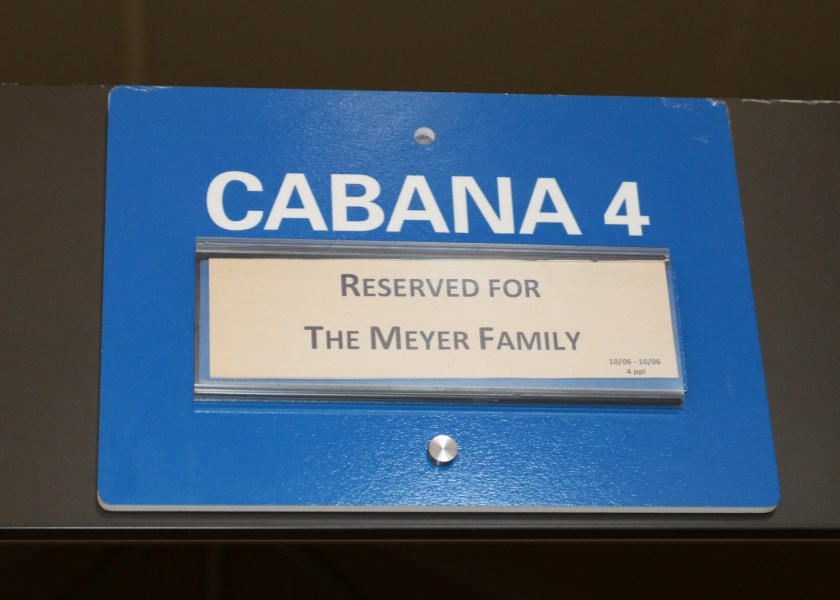 CABANA 4
RESERVED FOR
THE MEYER FAMILY
10/06 - 10/06
4 ppl